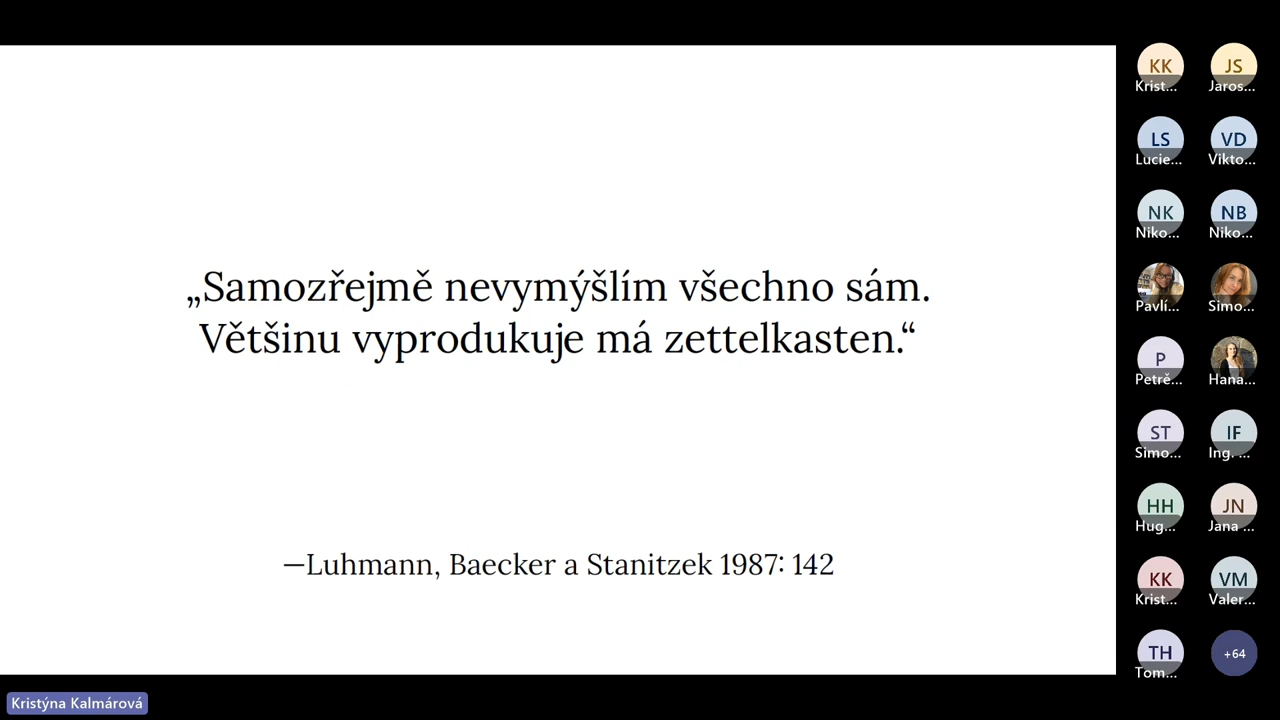 „Samozřejmě nevymýšlím všechno sám.
Většinu vyprodukuje má zettelkasten.“
—Luhmann, Baecker a Stanitzek 1987: 142
KK
Krist...
JS
Jaros...
LS
Lucie...
VD
Vikto...
NK
Niko...
NB
Niko...
Pavlí...
Simo...
P
Petrě...
Hana...
ST
Simo...
IF
Ing. ...
HH
Hug...
JN
Jana ...
KK
Krist...
VM
Valer...
TH
Tom...
+64
Kristýna Kalmárová